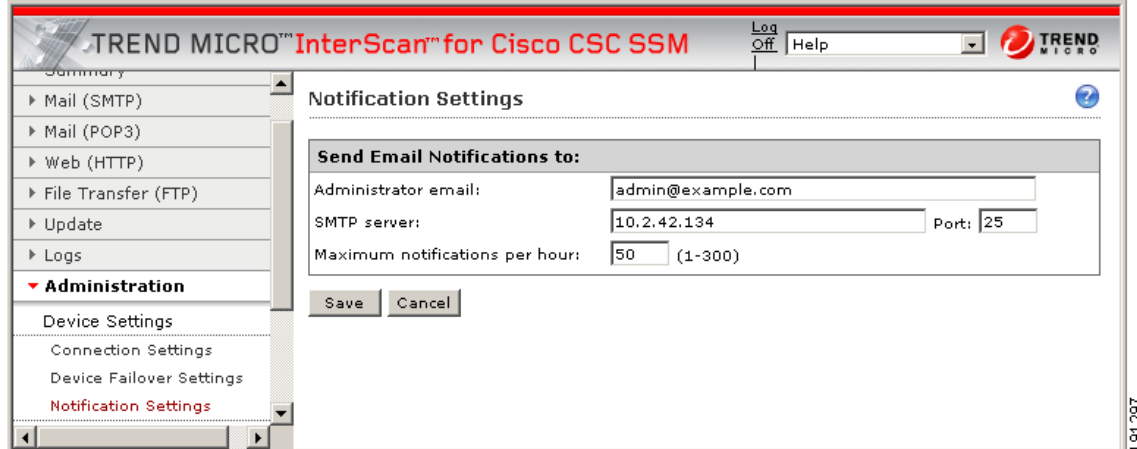 TREND MICRO™ InterScan™ for Cisco CSC SSM
Log Off
Help
TREND MICRO
Summary
Mail (SMTP)
Mail (POP3)
Web (HTTP)
File Transfer (FTP)
Update
Logs
Administration
Device Settings
Connection Settings
Device Failover Settings
Notification Settings
Notification Settings
?
Send Email Notifications to:
Administrator email: admin@example.com
SMTP server: 10.2.42.134 Port: 25
Maximum notifications per hour: 50 (1-300)
Save Cancel
191297